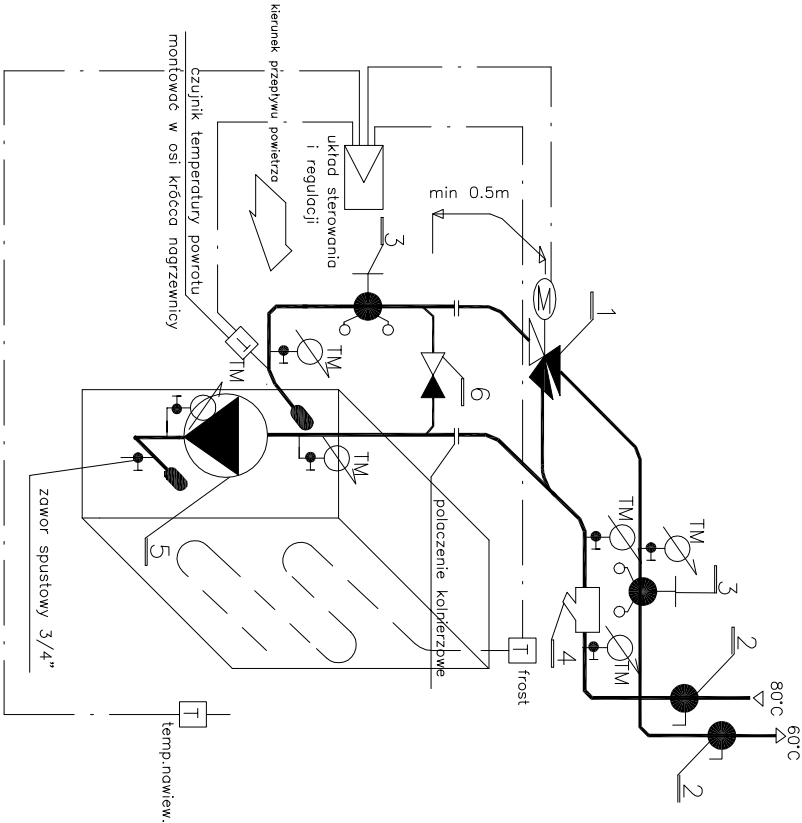 kierunek przepływu powietrza
czujnik temperatury powrotu
montować w osi króćca nagrzewnicy
układ sterowania
i regulacji
min 0.5m
M
1
3
6
T
TM
TM
TM
5
zawor spustowy 3/4"
polaczenie kolnierzowe
TM
TM
3
4
TM
2
2
80°C
60°C
T
frost
T
temp.nawiew.